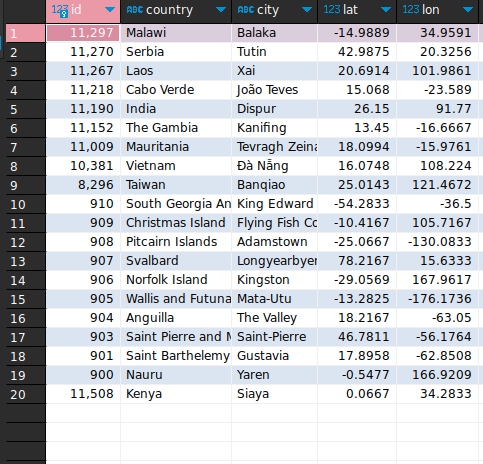 123 id ABC country ABC city 123 lat 123 lon
1 11,297 Malawi Balaka -14.9889 34.9591
2 11,270 Serbia Tutin 42.9875 20.3256
3 11,267 Laos Xai 20.6914 101.9861
4 11,218 Cabo Verde João Teves 15.068 -23.589
5 11,190 India Dispur 26.15 91.77
6 11,152 The Gambia Kanifing 13.45 -16.6667
7 11,009 Mauritania Tevragh Zeina 18.0994 -15.9761
8 10,381 Vietnam Đà Nẵng 16.0748 108.224
9 8,296 Taiwan Banqiao 25.0143 121.4672
10 910 South Georgia An King Edward -54.2833 -36.5
11 909 Christmas Island Flying Fish Co -10.4167 105.7167
12 908 Pitcairn Islands Adamstown -25.0667 -130.0833
13 907 Svalbard Longyearbyen 78.2167 15.6333
14 906 Norfolk Island Kingston -29.0569 167.9617
15 905 Wallis and Futuna Mata-Utu -13.2825 -176.1736
16 904 Anguilla The Valley 18.2167 -63.05
17 903 Saint Pierre and M Saint-Pierre 46.7811 -56.1764
18 901 Saint Barthelemy Gustavia 17.8958 -62.8508
19 900 Nauru Yaren -0.5477 166.9209
20 11,508 Kenya Siaya 0.0667 34.2833